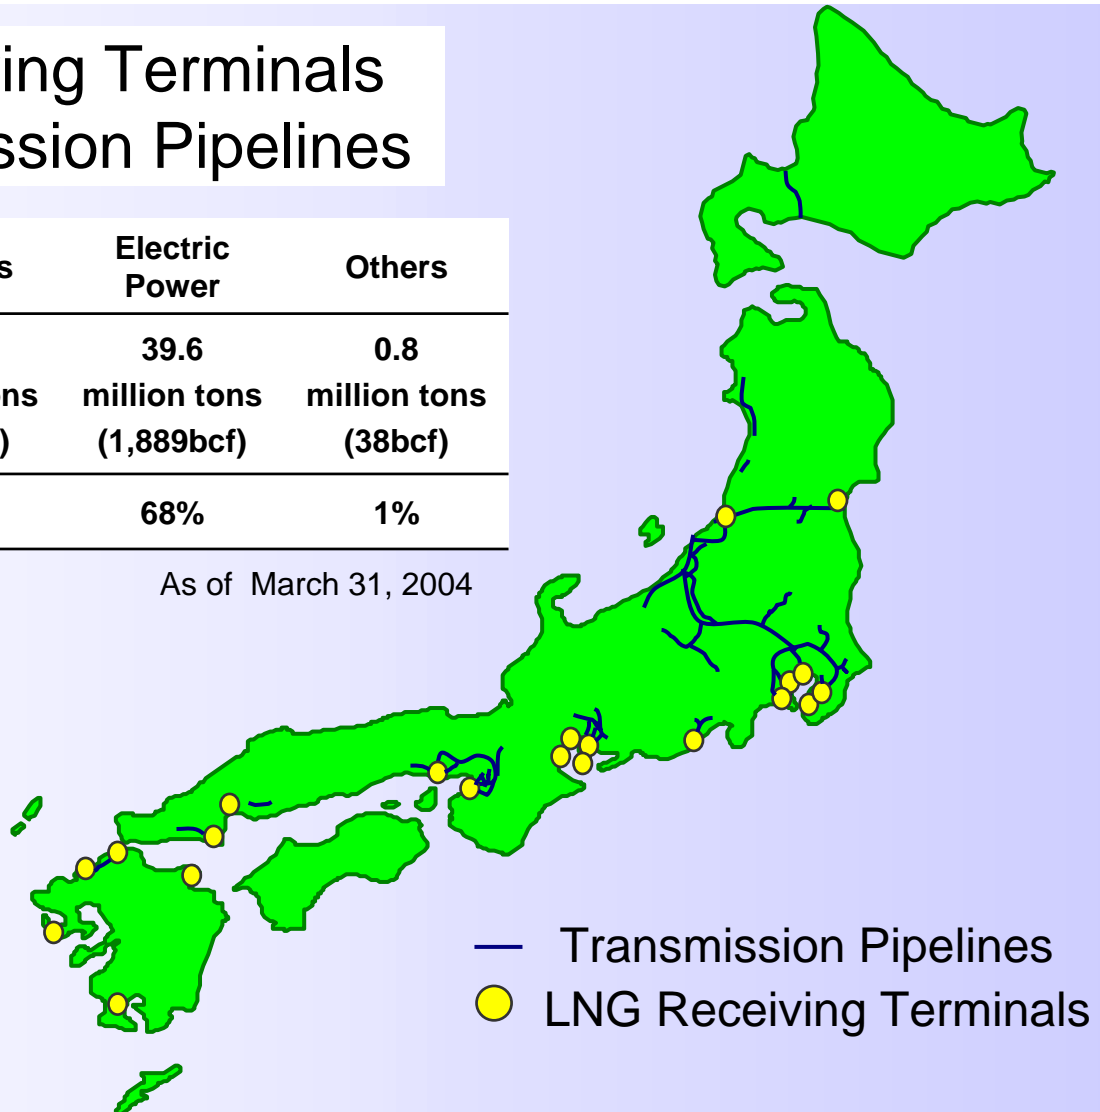 ing Terminals
ssion Pipelines
s
Electric
Power
Others
39.6
0.8
ns
million tons
million tons
)
(1,889bcf)
(38bcf)
68%
1%
As of March 31, 2004
Transmission Pipelines
LNG Receiving Terminals